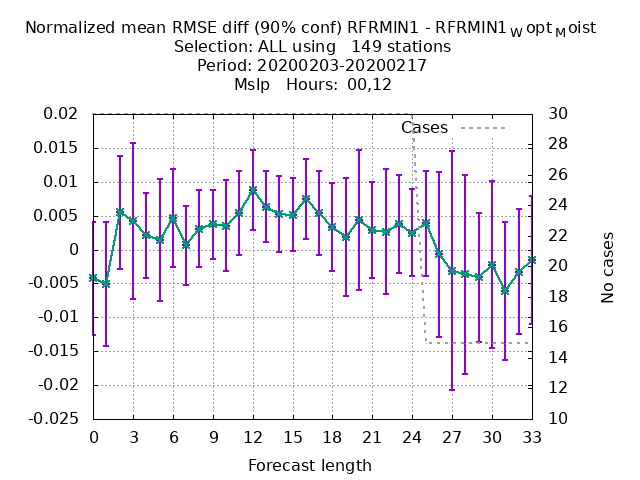 Normalized mean RMSE diff (90% conf) RFRMIN1 - RFRMIN1WoptMoist
Selection: ALL using 149 stations
Period: 20200203-20200217
Mslp Hours: 00,12
Cases
0.02
0.015
0.01
0.005
0
-0.005
-0.01
-0.015
-0.02
-0.025
30
28
26
24
22
20
18
16
14
12
10
No cases
0 3 6 9 12 15 18 21 24 27 30 33
Forecast length